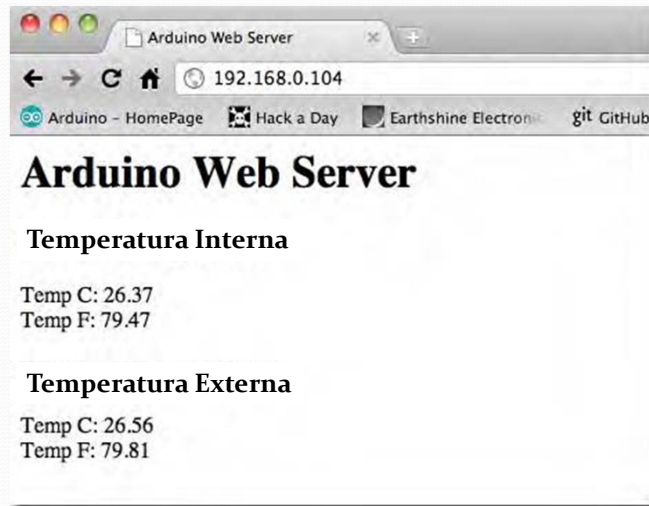 Arduino Web Server
192.168.0.104
Arduino - HomePage Hack a Day Earthshine Electroni git GitHub
Arduino Web Server
Temperatura Interna
Temp C: 26.37
Temp F: 79.47
Temperatura Externa
Temp C: 26.56
Temp F: 79.81